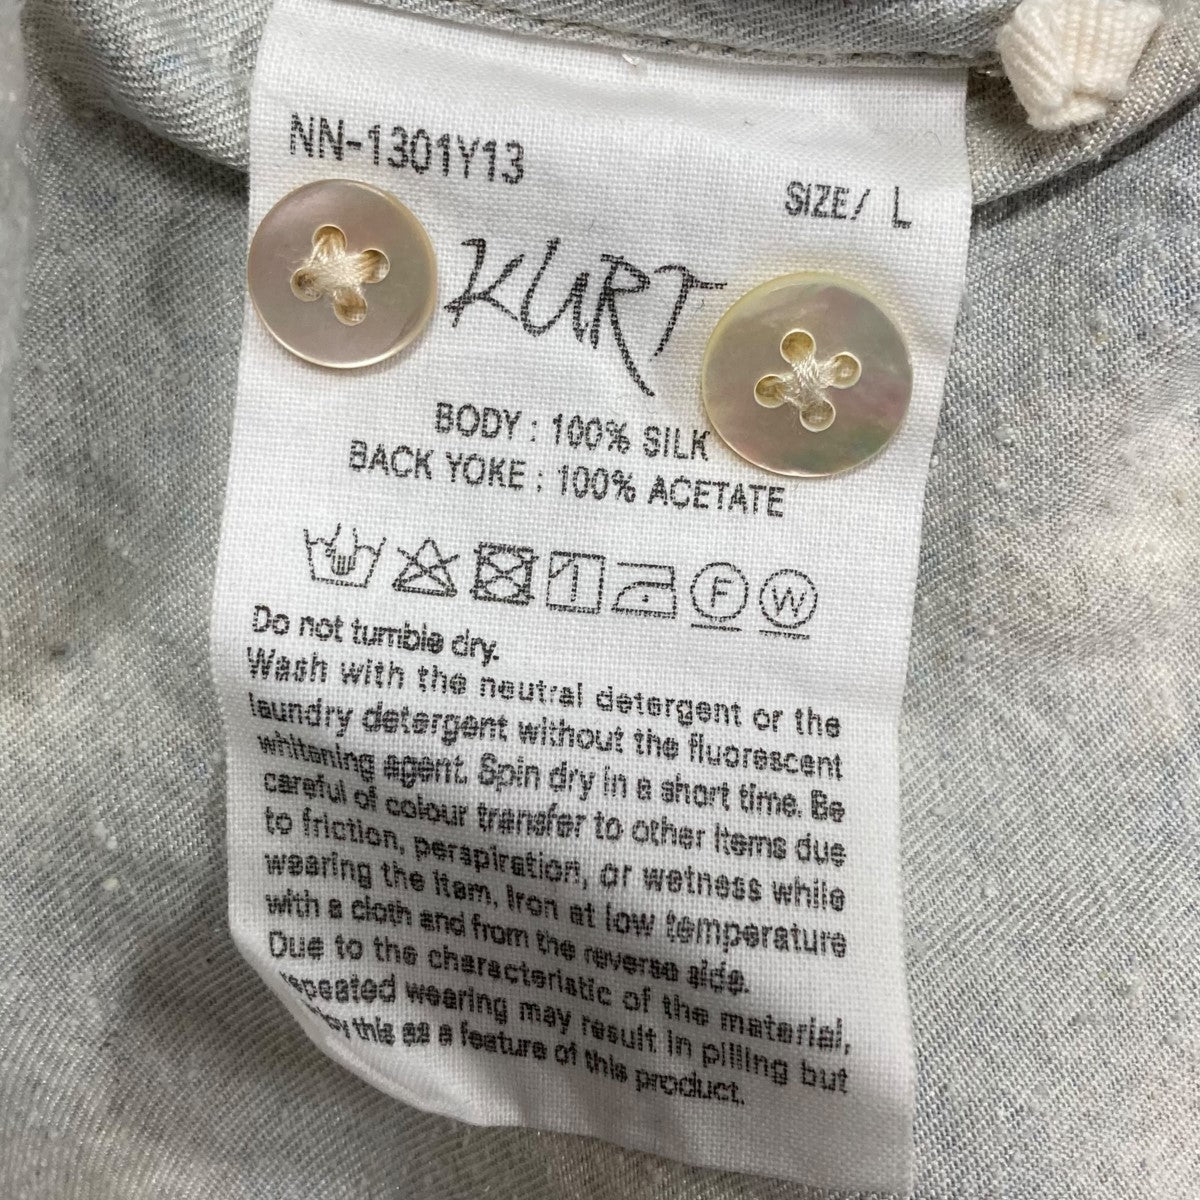 NN-1301Y13
SIZE/ L
KURT
BODY : 100% SILK
BACK YOKE : 100% ACETATE
F W
Do not tumble dry.
Wash with the neutral detergent or the
laundry detergent without the fluorescent
whitening agent. Spin dry in a short time. Be
careful of colour transfer to other items due
to friction, perspiration, or wetness while
wearing the item. Iron at low temperature
with a cloth and from the reverse side.
Due to the characteristic of the material,
repeated wearing may result in pilling but
this as a feature of this product.